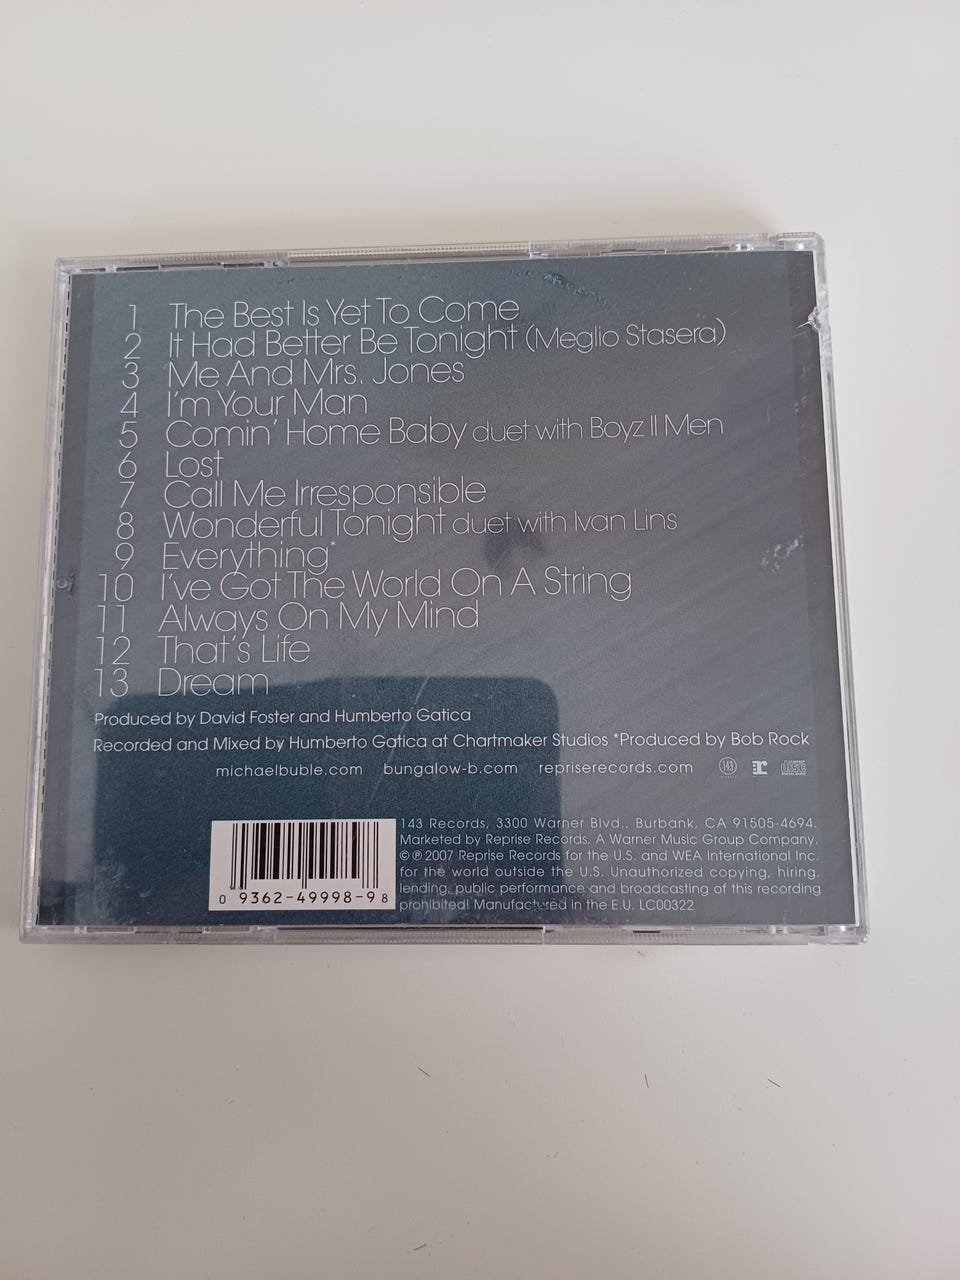 1 The Best Is Yet To Come
2 It Had Better Be Tonight (Meglio Stasera)
3 Me And Mrs. Jones
4 I'm Your Man
5 Comin' Home Baby duet with Boyz II Men
6 Lost
7 Call Me Irresponsible
8 Wonderful Tonight duet with Ivan Lins
9 Everything*
10 I've Got The World On A String
11 Always On My Mind
12 That's Life
13 Dream
Produced by David Foster and Humberto Gatica
Recorded and Mixed by Humberto Gatica at Chartmaker Studios *Produced by Bob Rock
michaelbuble.com bungalow-b.com repriserecords.com 143 r
143 Records, 3300 Warner Blvd., Burbank, CA 91505-4694.
Marketed by Reprise Records, A Warner Music Group Company.
© ℗ 2007 Reprise Records for the U.S. and WEA International Inc.
for the world outside the U.S. Unauthorized copying, hiring,
lending, public performance and broadcasting of this recording
prohibited! Manufactured in the E.U. LC00322
0 9362-49998-9 8